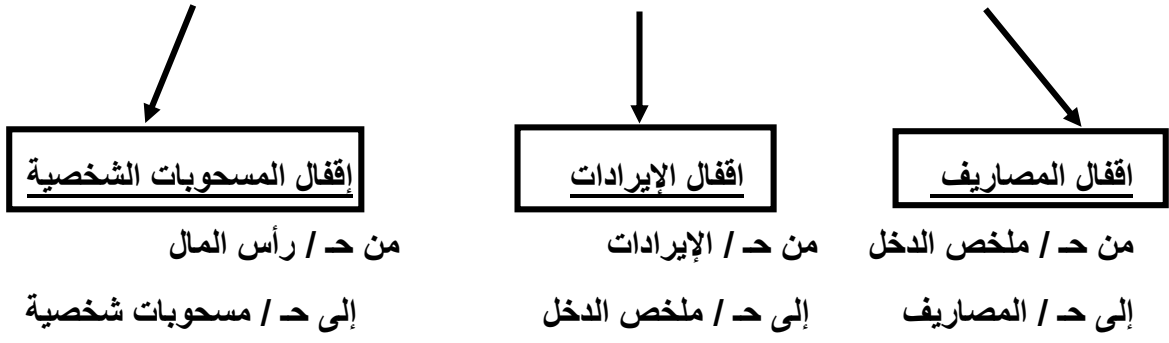 اقفال المصاريف
من حـ / ملخص الدخل
إلى حـ / المصاريف
اقفال الإيرادات
من حـ / الإيرادات
إلى حـ / ملخص الدخل
إقفال المسحوبات الشخصية
من حـ / رأس المال
إلى حـ / مسحوبات شخصية